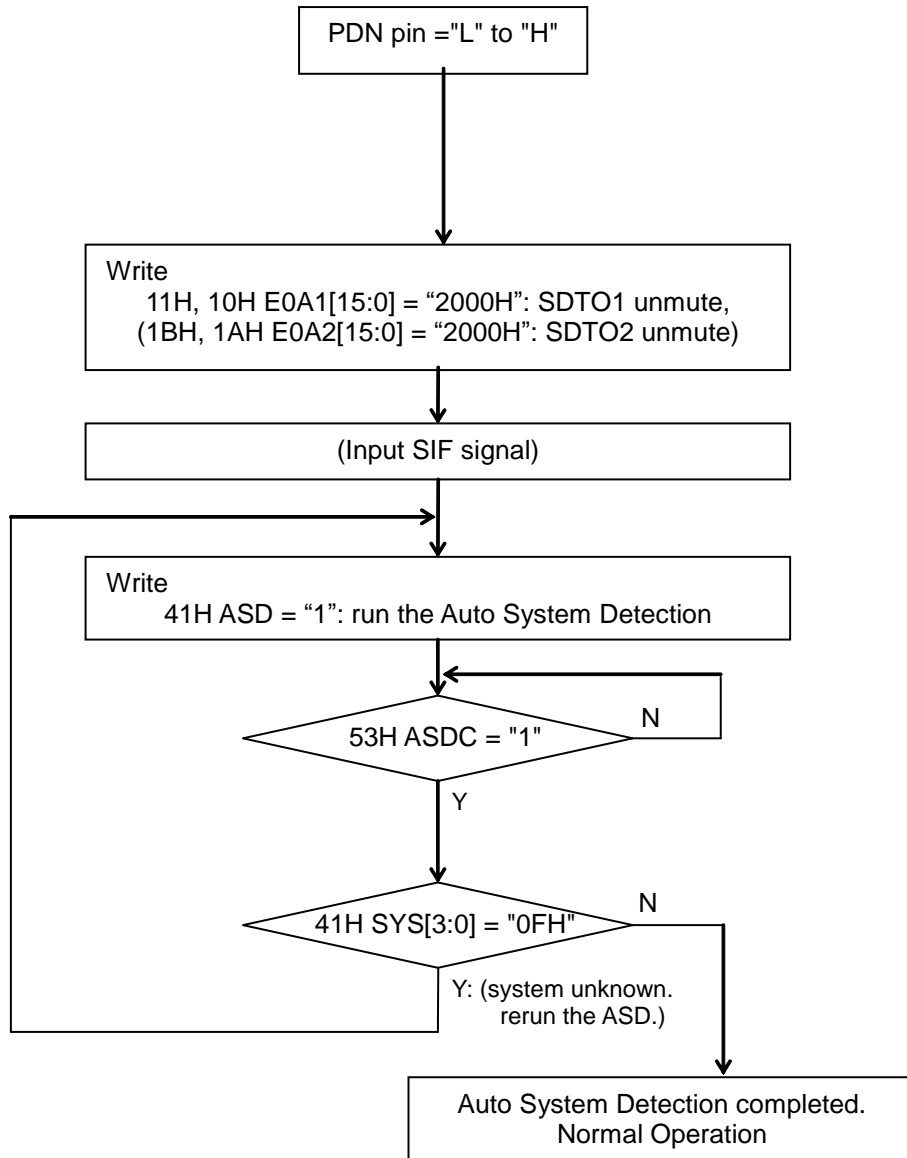 PDN pin ="L" to "H"
Write
11H, 10H E0A1[15:0] = “2000H”: SDTO1 unmute,
(1BH, 1AH E0A2[15:0] = “2000H”: SDTO2 unmute)
(Input SIF signal)
Write
41H ASD = “1”: run the Auto System Detection
53H ASDC = "1"
N
Y
41H SYS[3:0] = "0FH"
N
Y: (system unknown.
rerun the ASD.)
Auto System Detection completed.
Normal Operation